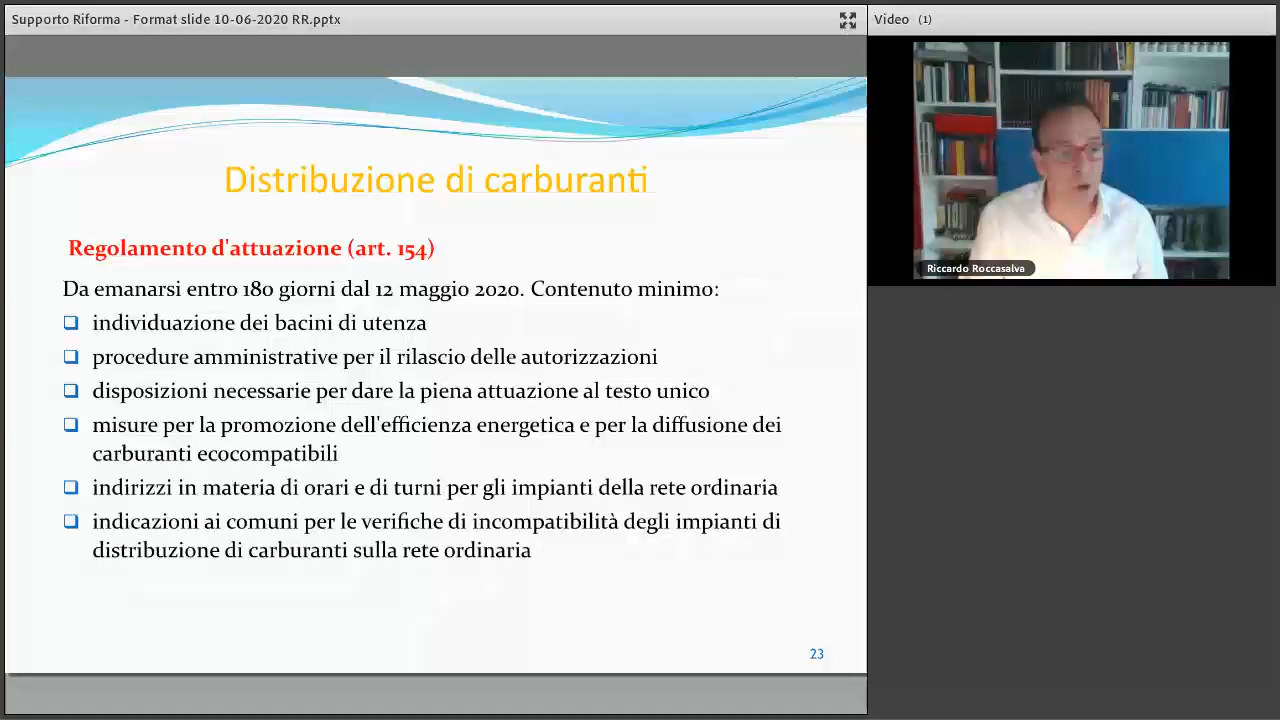 Supporto Riforma - Format slide 10-06-2020 RR.pptx
Video (1)
Distribuzione di carburanti
Regolamento d'attuazione (art. 154)
Da emanarsi entro 180 giorni dal 12 maggio 2020. Contenuto minimo:
individuazione dei bacini di utenza
procedure amministrative per il rilascio delle autorizzazioni
disposizioni necessarie per dare la piena attuazione al testo unico
misure per la promozione dell'efficienza energetica e per la diffusione dei
carburanti ecocompatibili
indirizzi in materia di orari e di turni per gli impianti della rete ordinaria
indicazioni ai comuni per le verifiche di incompatibilità degli impianti di
distribuzione di carburanti sulla rete ordinaria
23
Riccardo Roccasalva